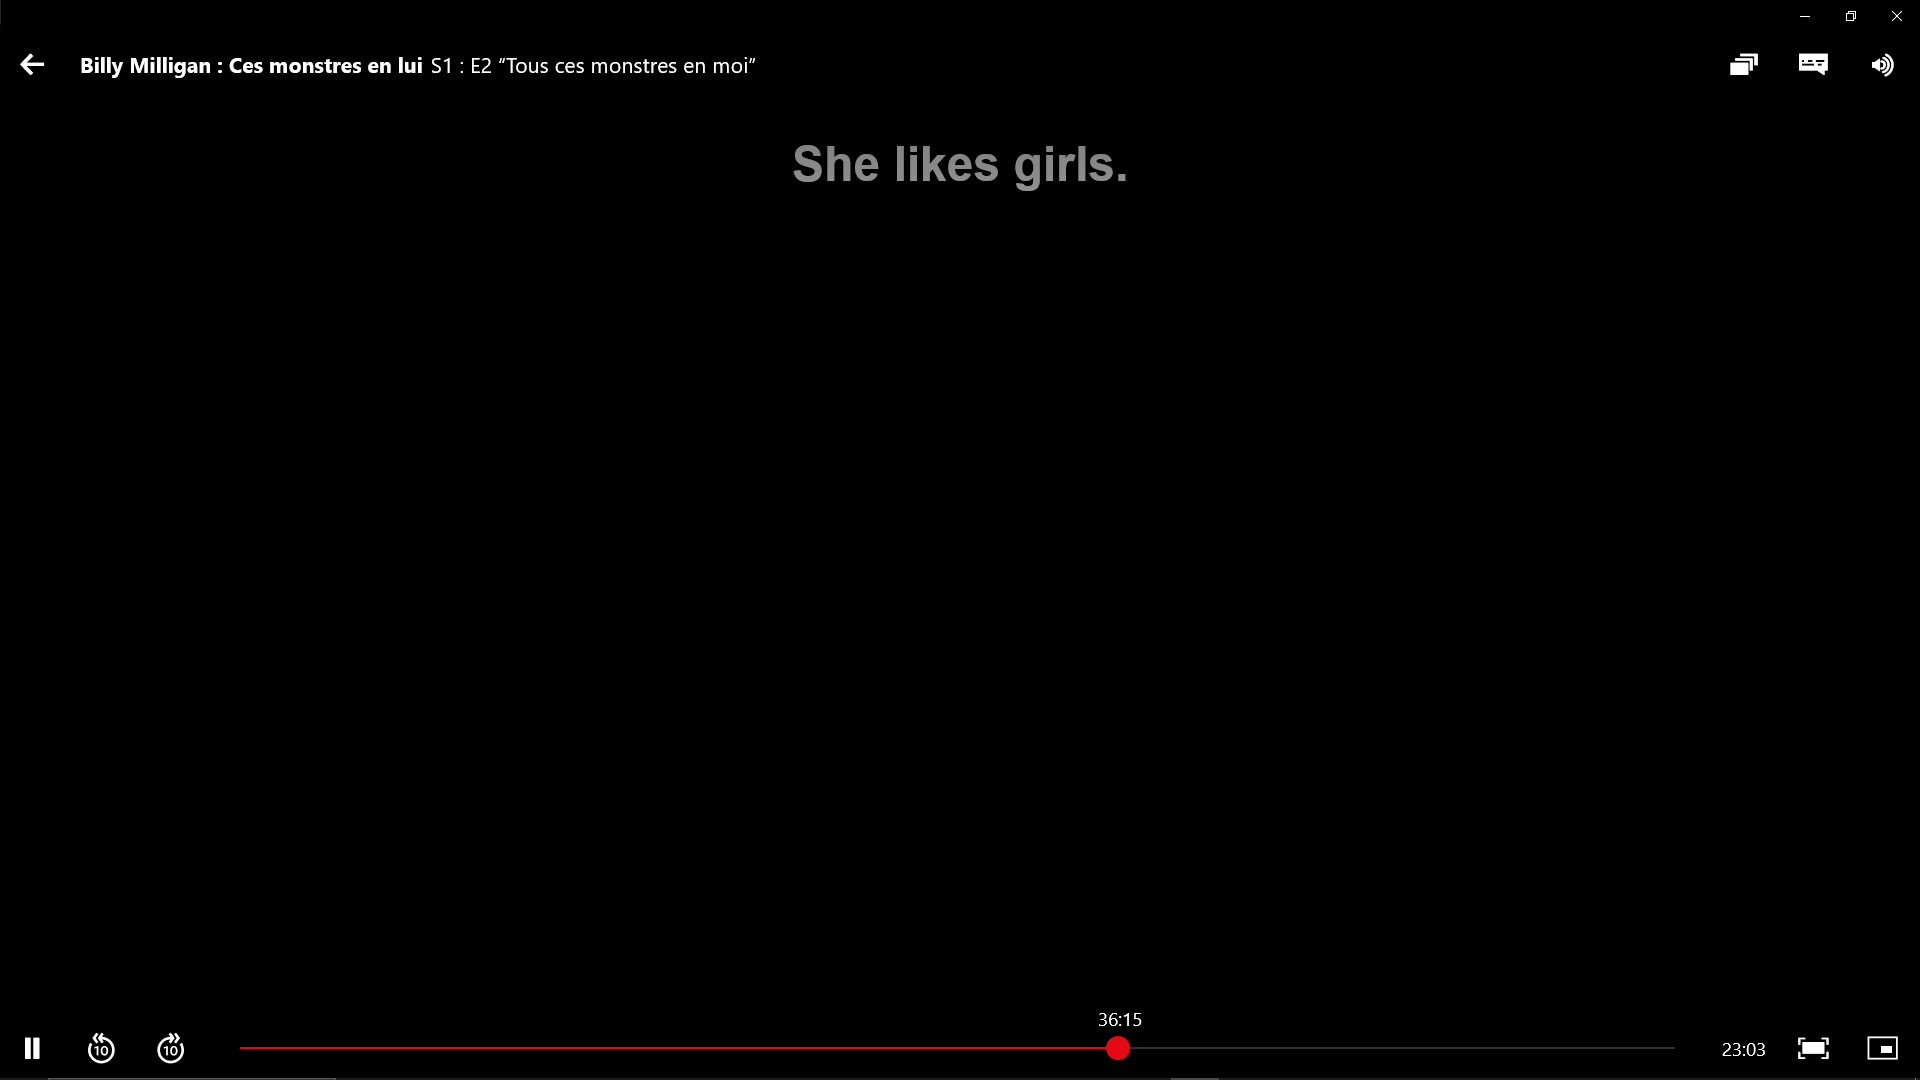 Billy Milligan : Ces monstres en lui S1 : E2 “Tous ces monstres en moi”
She likes girls.
36:15
10 10 23:03